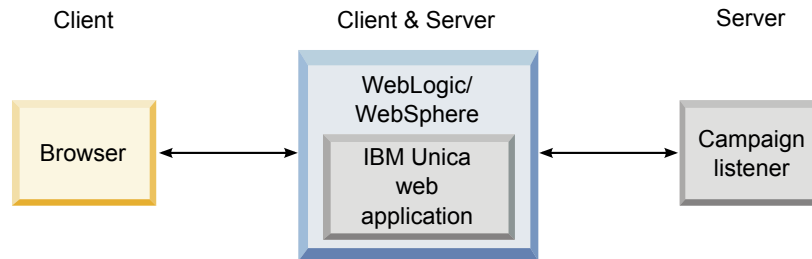 Client
Client & Server
Server
WebLogic/
WebSphere
Browser
IBM Unica
web
application
Campaign
listener